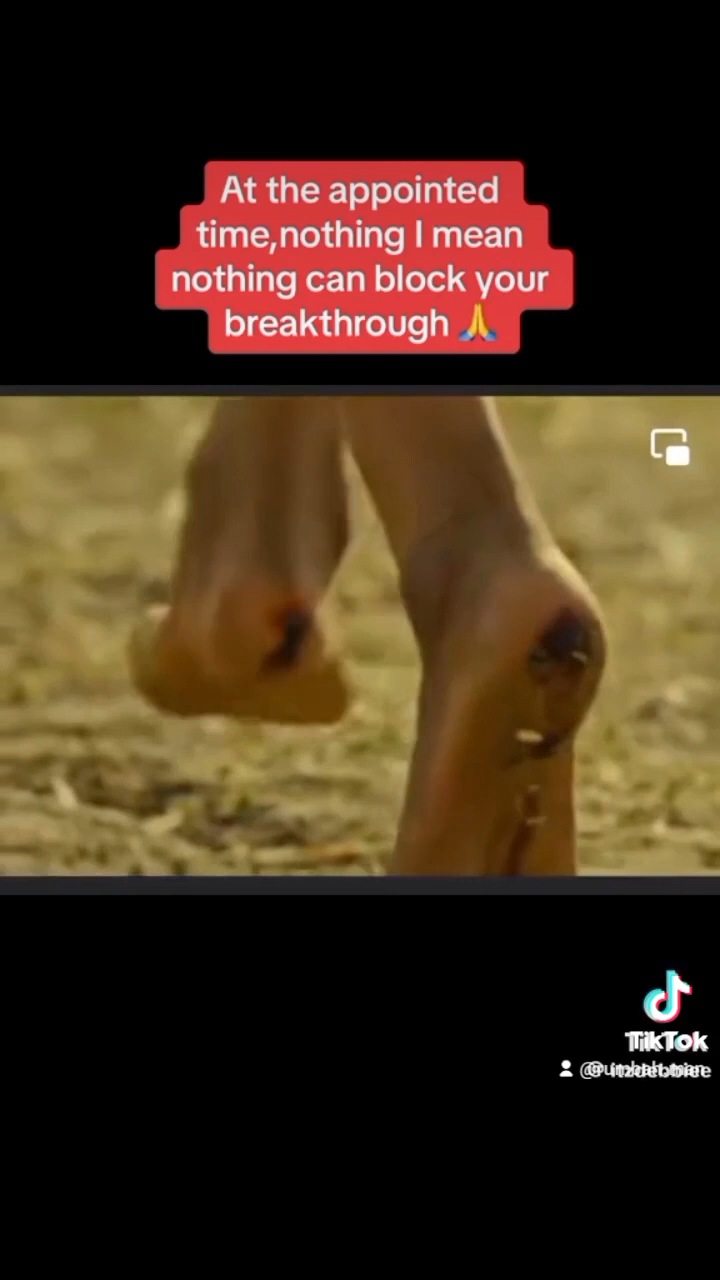 At the appointed
time,nothing I mean
nothing can block your
breakthrough 🙏
TikTok